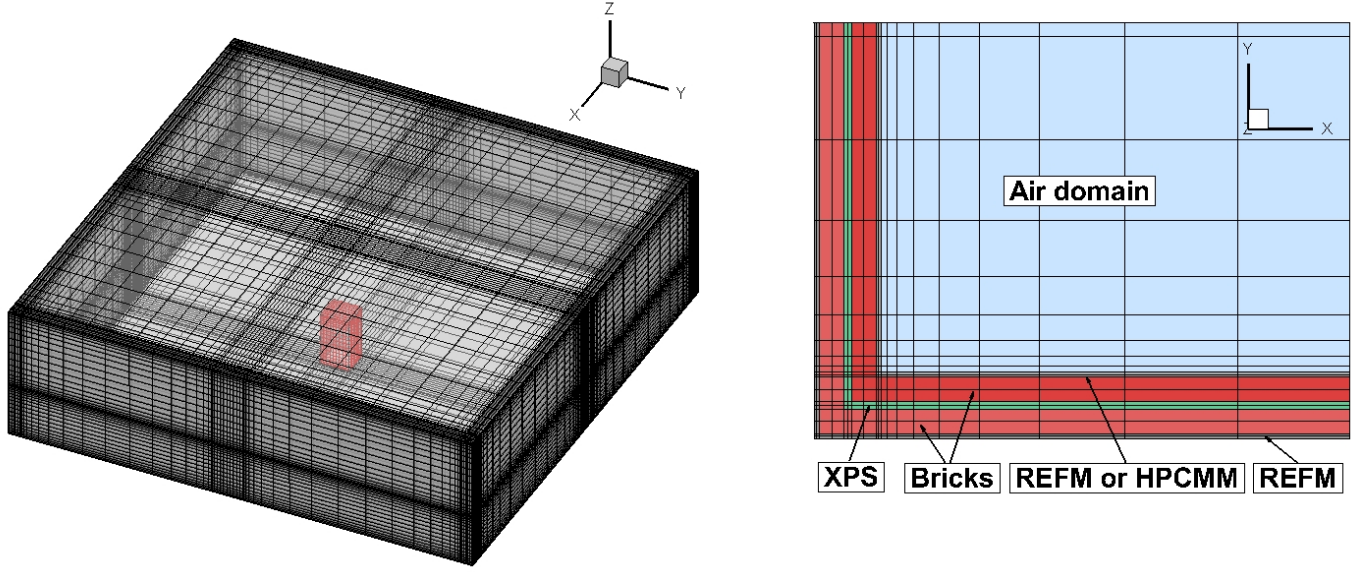 Z
Y
X
Y
Z
X
Air domain
XPS
Bricks
REFM or HPCMM
REFM